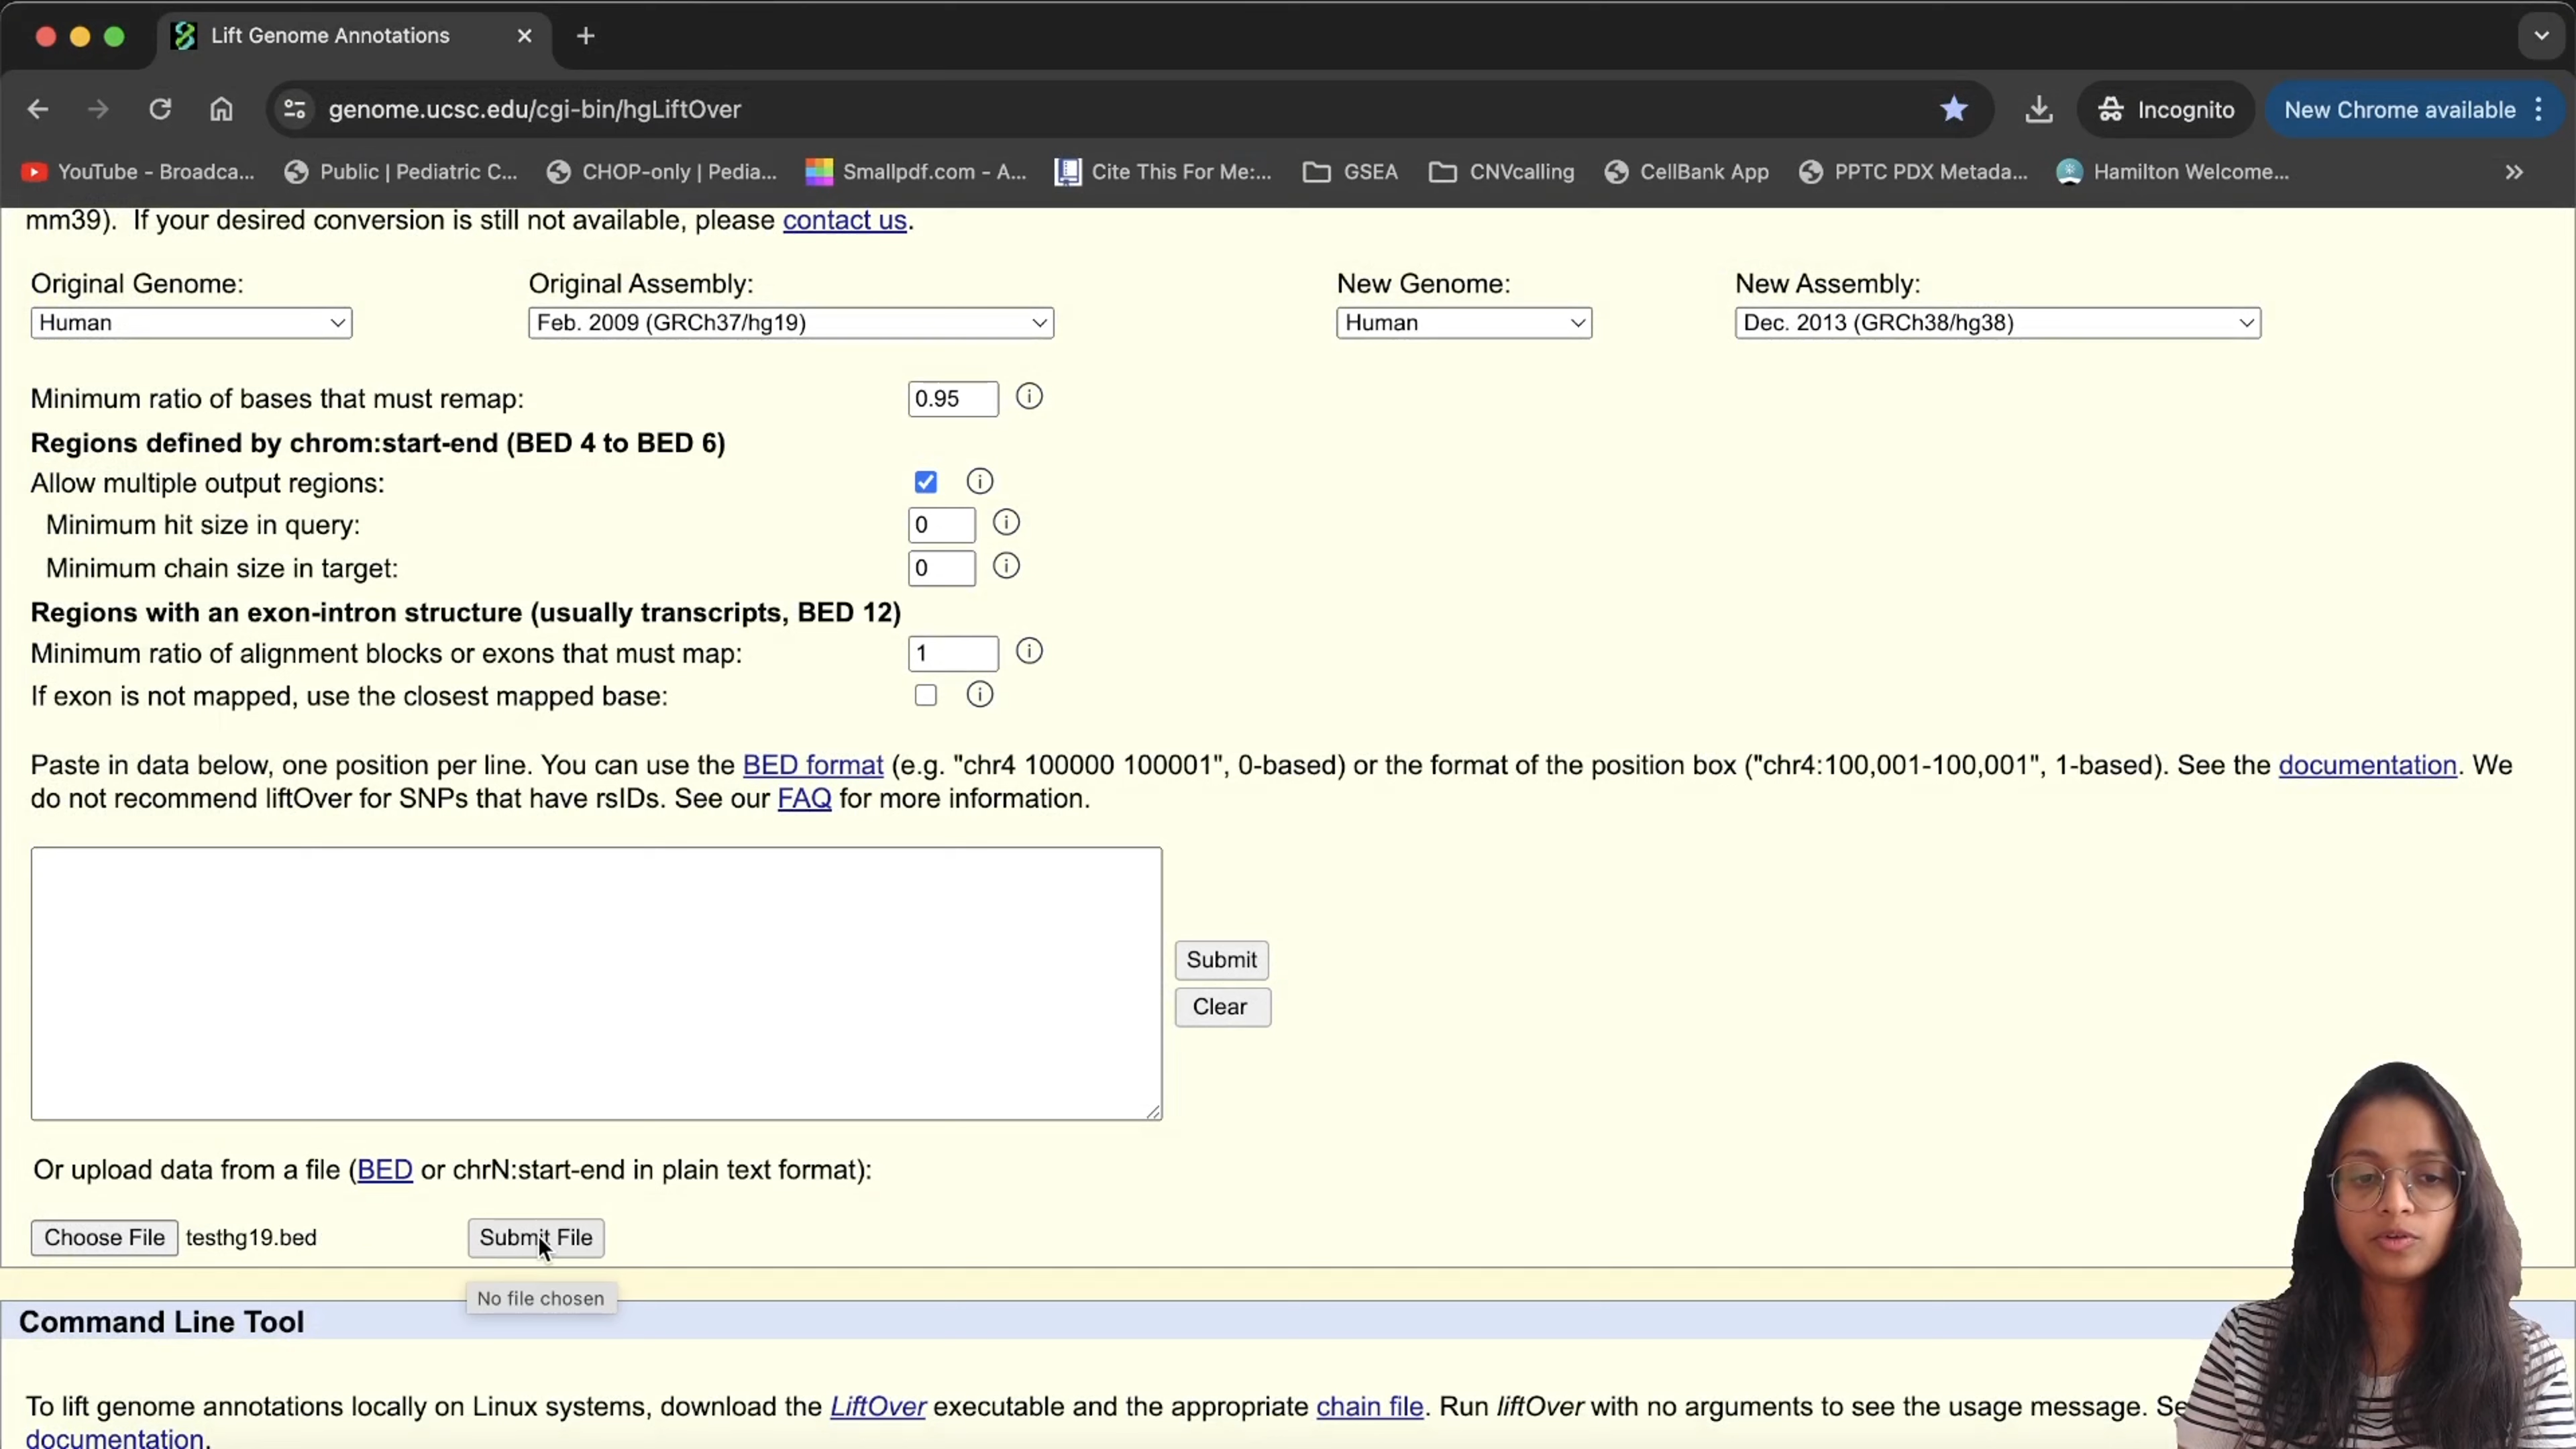 Lift Genome Annotations
genome.ucsc.edu/cgi-bin/hgLiftOver
Incognito
New Chrome available
YouTube - Broadca...
Public | Pediatric C...
CHOP-only | Pedia...
Smallpdf.com - A...
Cite This For Me:...
GSEA
CNVcalling
CellBank App
PPTC PDX Metada...
Hamilton Welcome...
mm39). If your desired conversion is still not available, please contact us.
Original Genome: Original Assembly: New Genome: New Assembly:
Human Feb. 2009 (GRCh37/hg19) Human Dec. 2013 (GRCh38/hg38)
Minimum ratio of bases that must remap: 0.95
Regions defined by chrom:start-end (BED 4 to BED 6)
Allow multiple output regions:
Minimum hit size in query: 0
Minimum chain size in target: 0
Regions with an exon-intron structure (usually transcripts, BED 12)
Minimum ratio of alignment blocks or exons that must map: 1
If exon is not mapped, use the closest mapped base:
Paste in data below, one position per line. You can use the BED format (e.g. "chr4 100000 100001", 0-based) or the format of the position box ("chr4:100,001-100,001", 1-based). See the documentation. We
do not recommend liftOver for SNPs that have rsIDs. See our FAQ for more information.
Submit
Clear
Or upload data from a file (BED or chrN:start-end in plain text format):
Choose File testhg19.bed Submit File
No file chosen
Command Line Tool
To lift genome annotations locally on Linux systems, download the LiftOver executable and the appropriate chain file. Run liftOver with no arguments to see the usage message. Se
documentation.